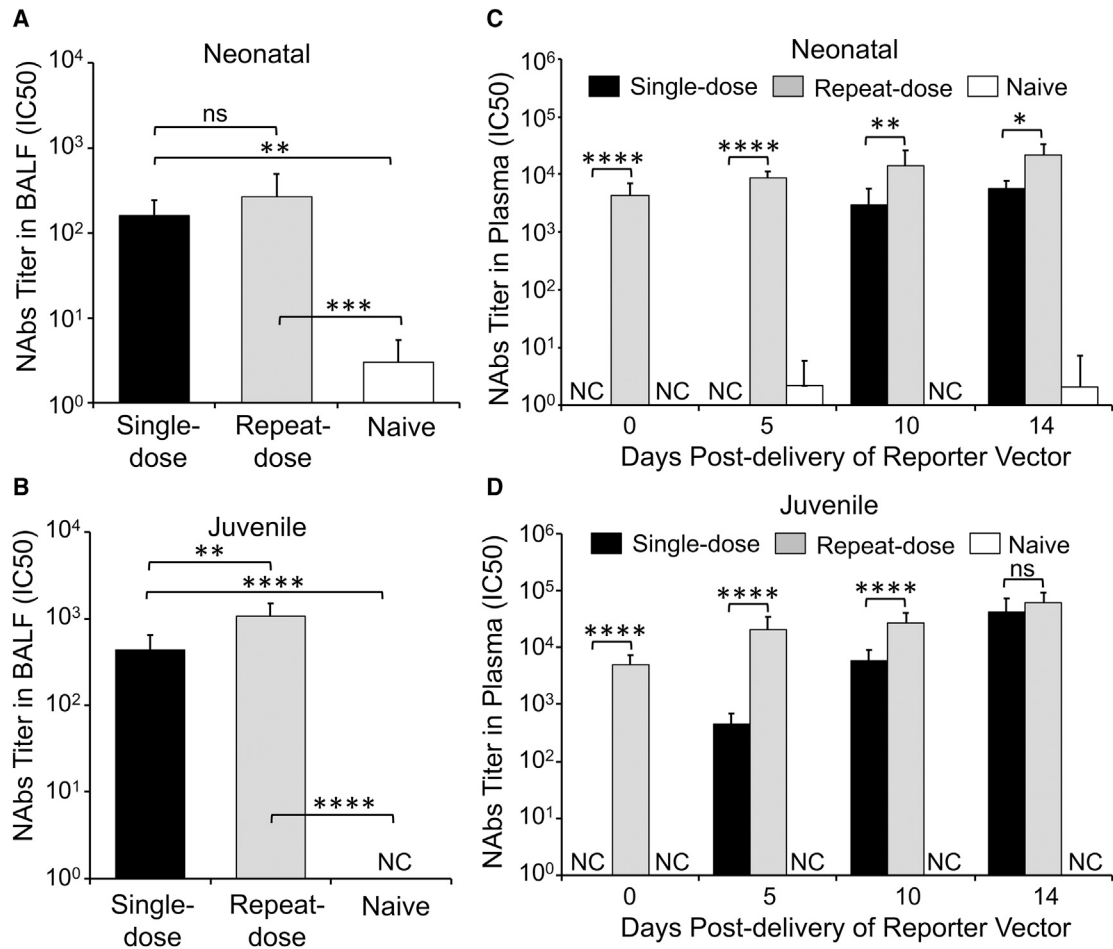 A
Neonatal
NAbs Titer in BALF (IC50)
10⁴
10³
10²
10¹
10⁰
ns
**
***
Single-dose
Repeat-dose
Naive
B
Juvenile
NAbs Titer in BALF (IC50)
10⁴
10³
10²
10¹
10⁰
**
****
****
NC
Single-dose
Repeat-dose
Naive
C
Neonatal
Single-dose Repeat-dose Naive
NAbs Titer in Plasma (IC50)
10⁶
10⁵
10⁴
10³
10²
10¹
10⁰
**** **** ** *
NC NC NC NC
0 5 10 14
Days Post-delivery of Reporter Vector
D
Juvenile
Single-dose Repeat-dose Naive
NAbs Titer in Plasma (IC50)
10⁶
10⁵
10⁴
10³
10²
10¹
10⁰
**** **** **** ns
NC NC NC NC NC
0 5 10 14
Days Post-delivery of Reporter Vector